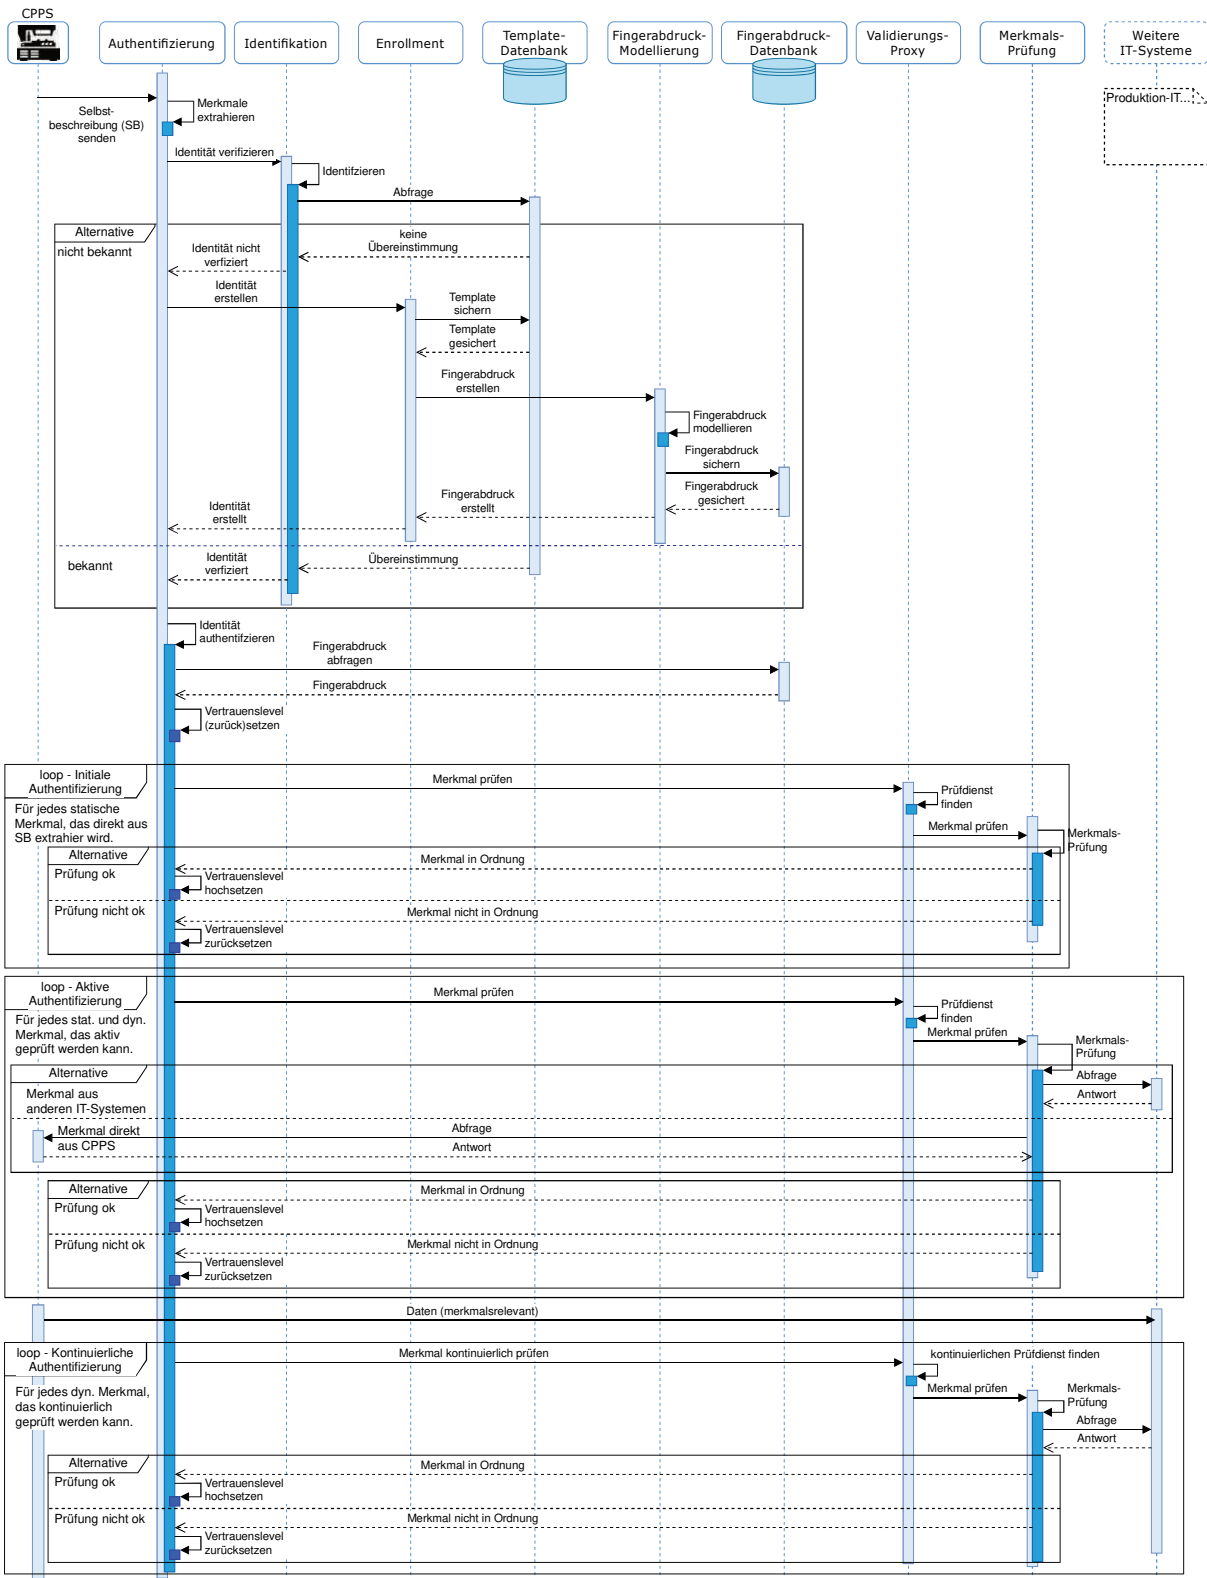 CPPS
Authentifizierung
Identifikation
Enrollment
Template-
Datenbank
Fingerabdruck-
Modellierung
Fingerabdruck-
Datenbank
Validierungs-
Proxy
Merkmals-
Prüfung
Weitere
IT-Systeme
Produktion-IT...
Selbst-
beschreibung (SB)
senden
Merkmale
extrahieren
Identität verifizieren
Identifzieren
Abfrage
Alternative
nicht bekannt
keine
Übereinstimmung
Identität nicht
verfiziert
Identität
erstellen
Template
sichern
Template
gesichert
Fingerabdruck
erstellen
Fingerabdruck
modellieren
Fingerabdruck
sichern
Fingerabdruck
gesichert
Fingerabdruck
erstellt
Identität
erstellt
bekannt
Übereinstimmung
Identität
verfiziert
Identität
authentifzieren
Fingerabdruck
abfragen
Fingerabdruck
Vertrauenslevel
(zurück)setzen
loop - Initiale
Authentifizierung
Für jedes statische
Merkmal, das direkt aus
SB extrahier wird.
Merkmal prüfen
Prüfdienst
finden
Merkmal prüfen
Merkmals-
Prüfung
Alternative
Prüfung ok
Merkmal in Ordnung
Vertrauenslevel
hochsetzen
Prüfung nicht ok
Merkmal nicht in Ordnung
Vertrauenslevel
zurücksetzen
loop - Aktive
Authentifizierung
Für jedes stat. und dyn.
Merkmal, das aktiv
geprüft werden kann.
Merkmal prüfen
Prüfdienst
finden
Merkmal prüfen
Merkmals-
Prüfung
Alternative
Merkmal aus
anderen IT-Systemen
Abfrage
Antwort
Merkmal direkt
aus CPPS
Abfrage
Antwort
Alternative
Prüfung ok
Merkmal in Ordnung
Vertrauenslevel
hochsetzen
Prüfung nicht ok
Merkmal nicht in Ordnung
Vertrauenslevel
zurücksetzen
Daten (merkmalsrelevant)
loop - Kontinuierliche
Authentifizierung
Für jedes dyn. Merkmal,
das kontinuierlich
geprüft werden kann.
Merkmal kontinuierlich prüfen
kontinuierlichen Prüfdienst finden
Merkmal prüfen
Merkmals-
Prüfung
Abfrage
Antwort
Alternative
Prüfung ok
Merkmal in Ordnung
Vertrauenslevel
hochsetzen
Prüfung nicht ok
Merkmal nicht in Ordnung
Vertrauenslevel
zurücksetzen